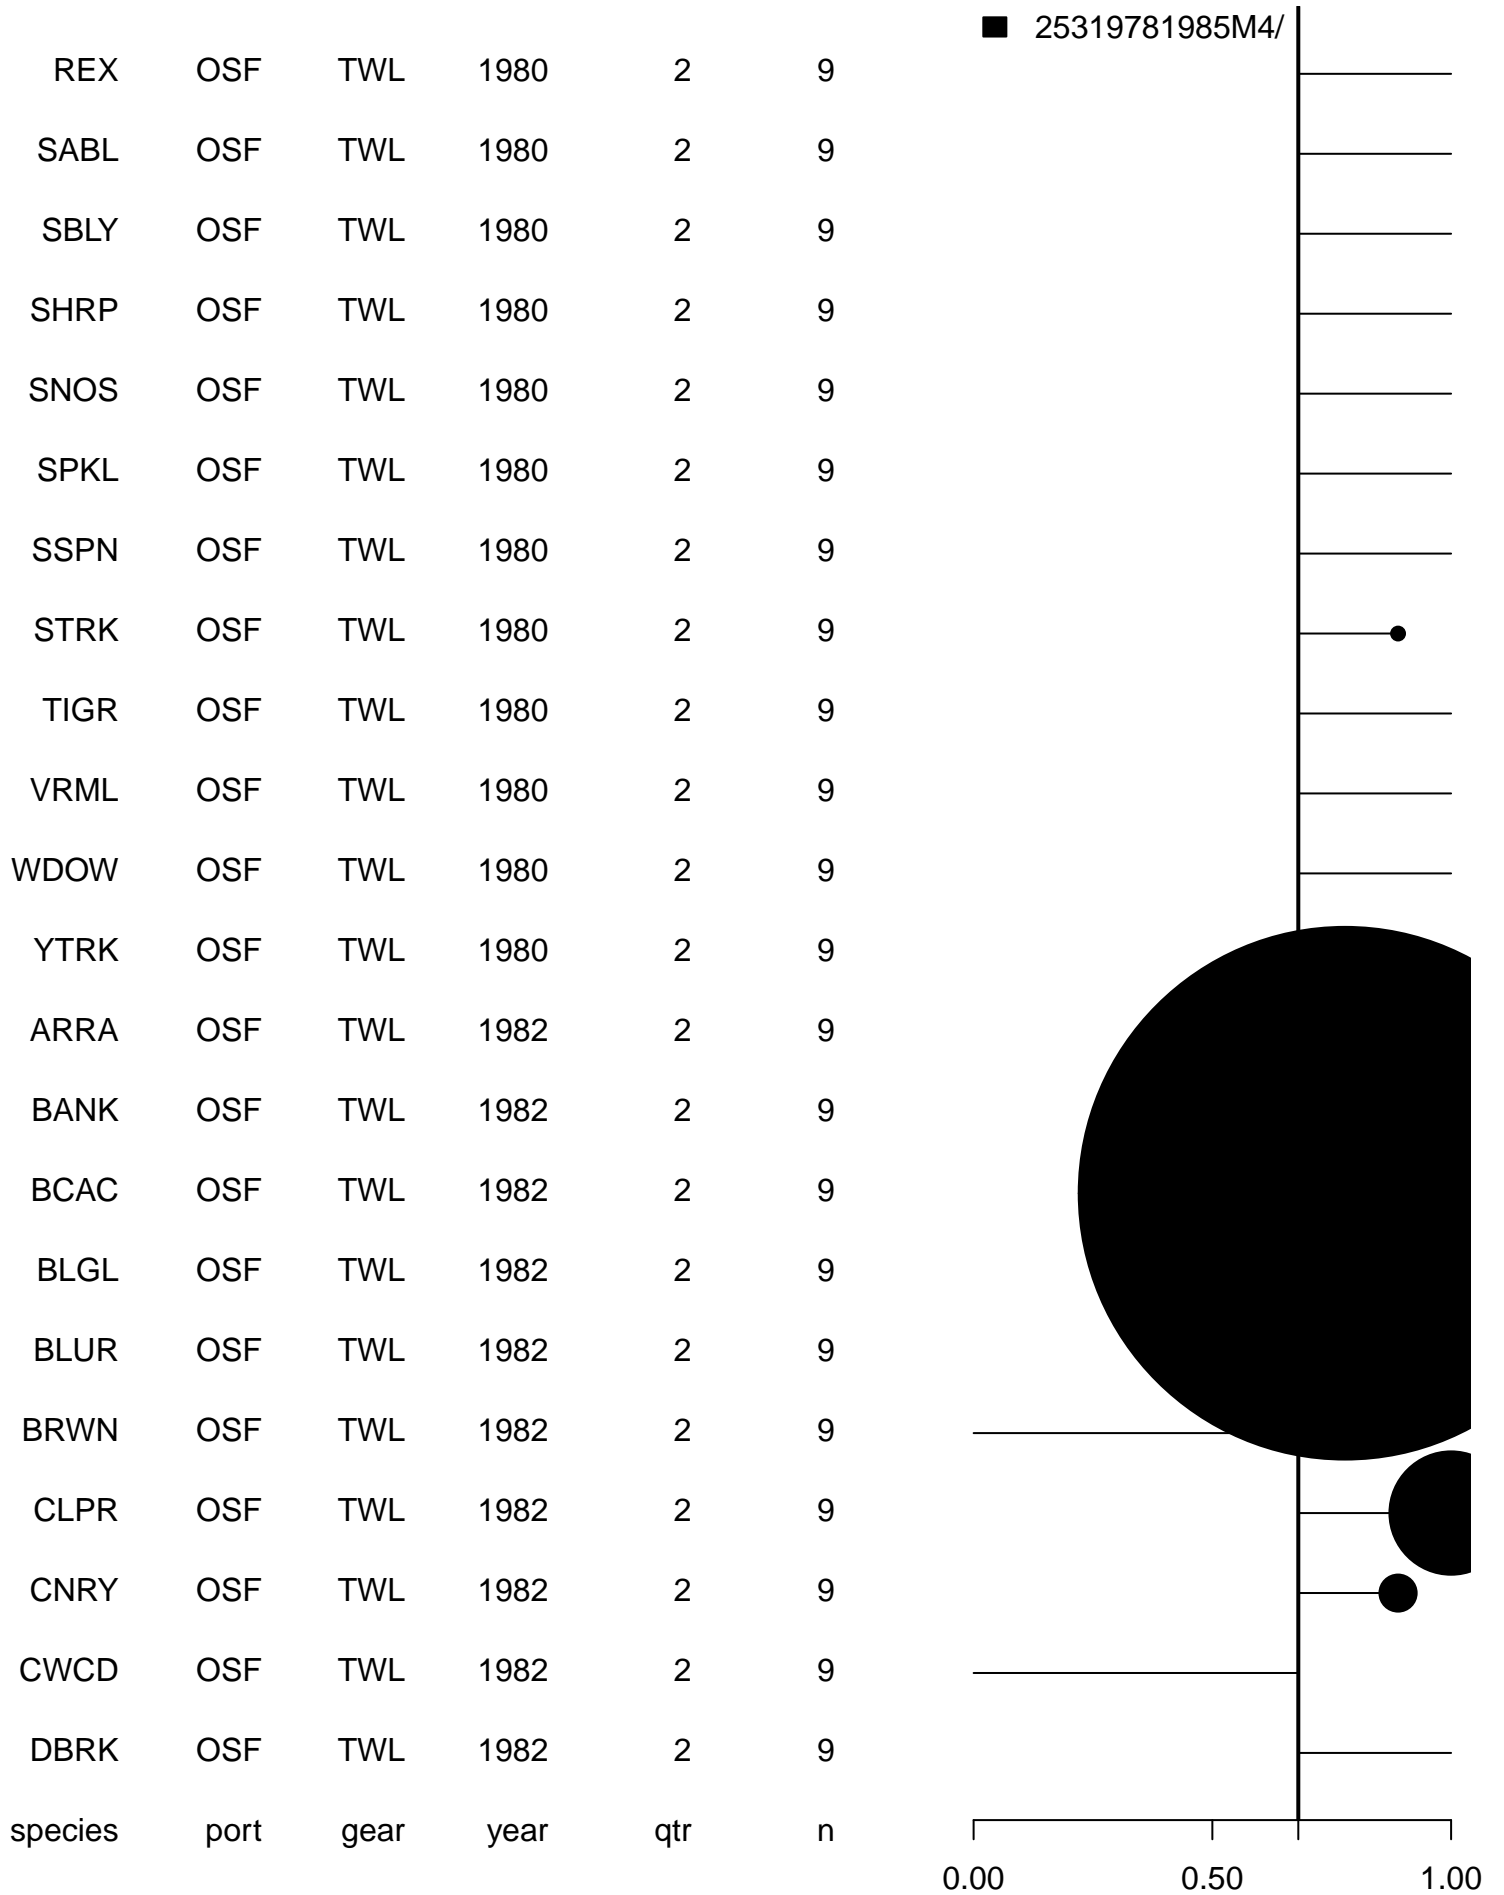 25319781985M4/
REX OSF TWL 1980 2 9
SABL OSF TWL 1980 2 9
SBLY OSF TWL 1980 2 9
SHRP OSF TWL 1980 2 9
SNOS OSF TWL 1980 2 9
SPKL OSF TWL 1980 2 9
SSPN OSF TWL 1980 2 9
STRK OSF TWL 1980 2 9
TIGR OSF TWL 1980 2 9
VRML OSF TWL 1980 2 9
WDOW OSF TWL 1980 2 9
YTRK OSF TWL 1980 2 9
ARRA OSF TWL 1982 2 9
BANK OSF TWL 1982 2 9
BCAC OSF TWL 1982 2 9
BLGL OSF TWL 1982 2 9
BLUR OSF TWL 1982 2 9
BRWN OSF TWL 1982 2 9
CLPR OSF TWL 1982 2 9
CNRY OSF TWL 1982 2 9
CWCD OSF TWL 1982 2 9
DBRK OSF TWL 1982 2 9
species port gear year qtr n
0.00 0.50 1.00